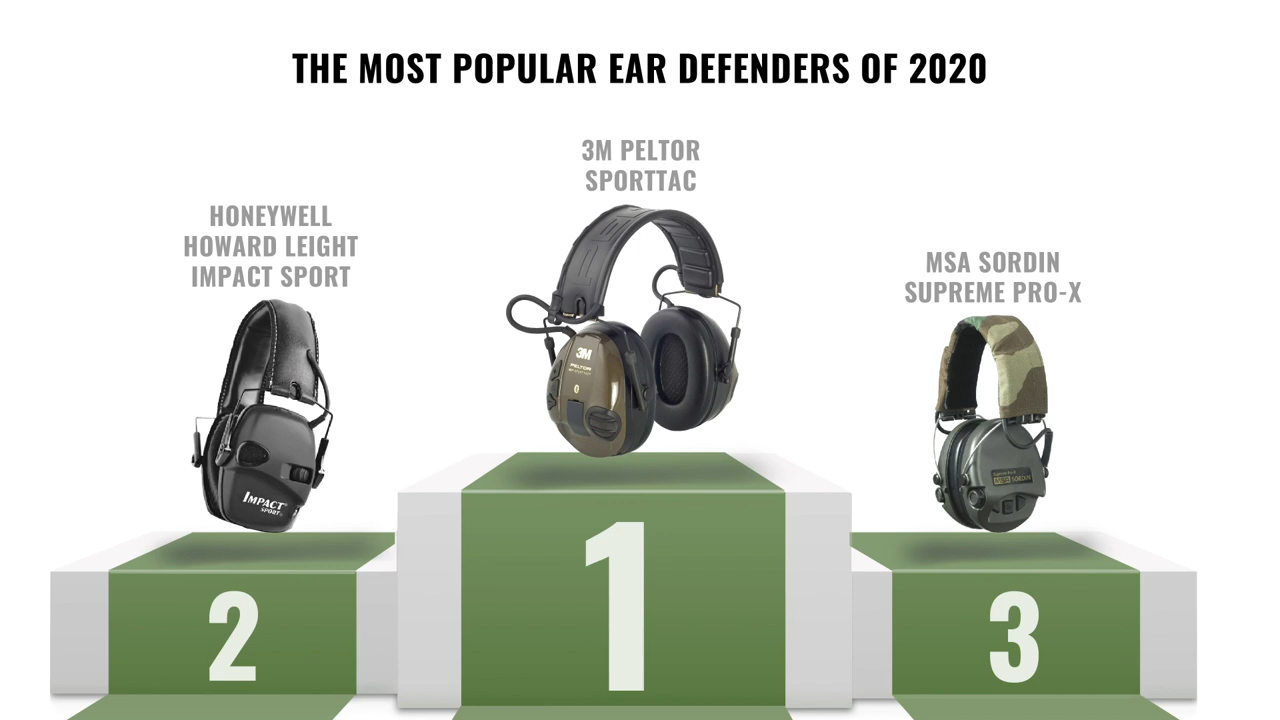 THE MOST POPULAR EAR DEFENDERS OF 2020
3M PELTOR
SPORTTAC
HONEYWELL
HOWARD LEIGHT
IMPACT SPORT
MSA SORDIN
SUPREME PRO-X
3M
PELTOR
IMPACT
SPORT
SORDIN
1
2
3